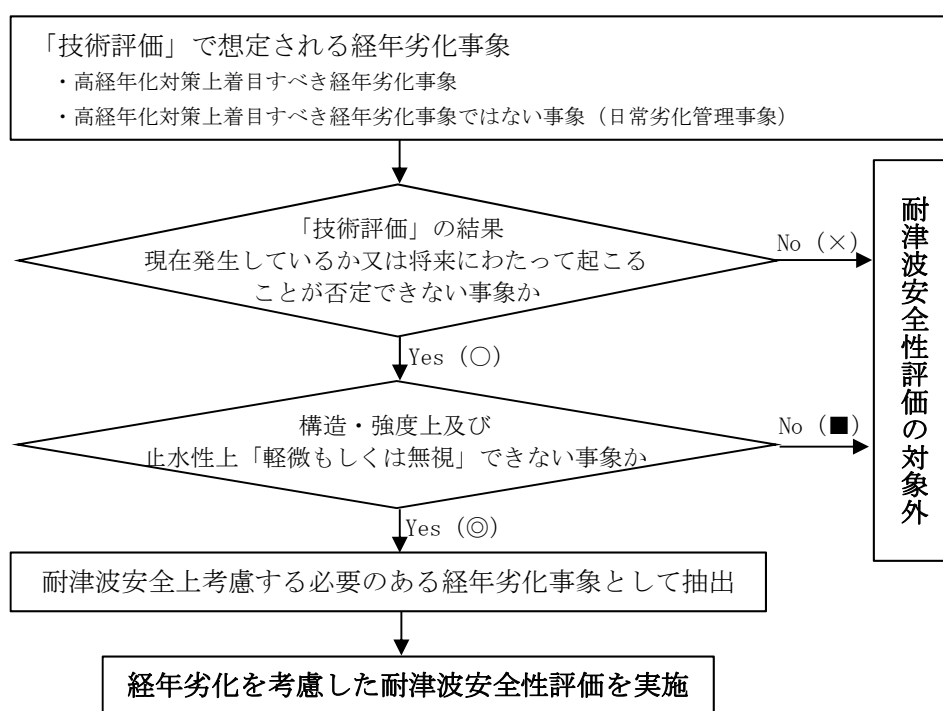 「技術評価」で想定される経年劣化事象
・高経年化対策上着目すべき経年劣化事象
・高経年化対策上着目すべき経年劣化事象ではない事象（日常劣化管理事象）
「技術評価」の結果
現在発生しているか又は将来にわたって起こる
ことが否定できない事象か
No（×）
Yes（○）
構造・強度上及び
止水性上「軽微もしくは無視」できない事象か
No（■）
Yes（◎）
耐津波安全性評価の対象外
耐津波安全上考慮する必要のある経年劣化事象として抽出
経年劣化を考慮した耐津波安全性評価を実施